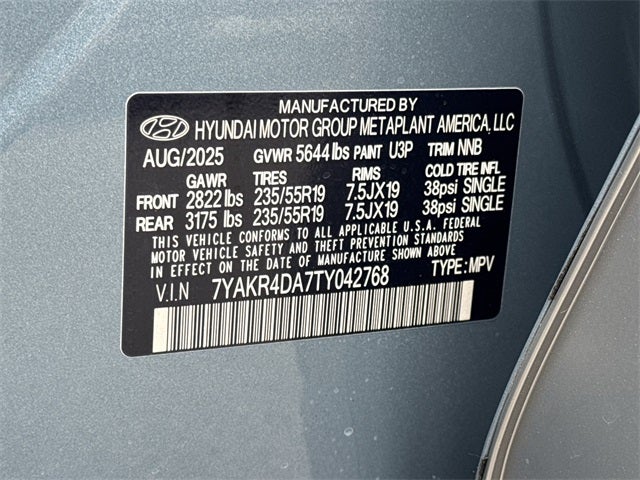 MANUFACTURED BY
HYUNDAI MOTOR GROUP METAPLANT AMERICA, LLC
AUG/2025 GVWR 5644 lbs PAINT U3P TRIM NNB
GAWR TIRES RIMS COLD TIRE INFL
FRONT 2822 lbs 235/55R19 7.5JX19 38psi SINGLE
REAR 3175 lbs 235/55R19 7.5JX19 38psi SINGLE
THIS VEHICLE CONFORMS TO ALL APPLICABLE U.S.A. FEDERAL
MOTOR VEHICLE SAFETY AND THEFT PREVENTION STANDARDS
IN EFFECT ON THE DATE OF MANUFACTURE SHOWN ABOVE
V.I.N 7YAKR4DA7TY042768 TYPE: MPV